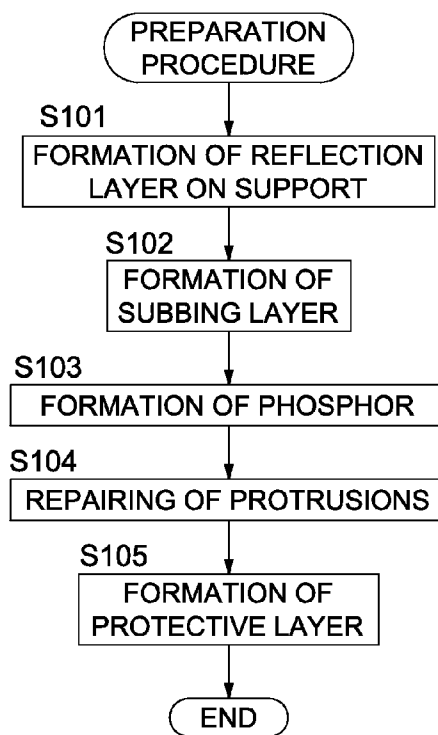 PREPARATION
PROCEDURE
S101
FORMATION OF REFLECTION
LAYER ON SUPPORT
S102
FORMATION OF
SUBBING LAYER
S103
FORMATION OF PHOSPHOR
S104
REPAIRING OF PROTRUSIONS
S105
FORMATION OF
PROTECTIVE LAYER
END